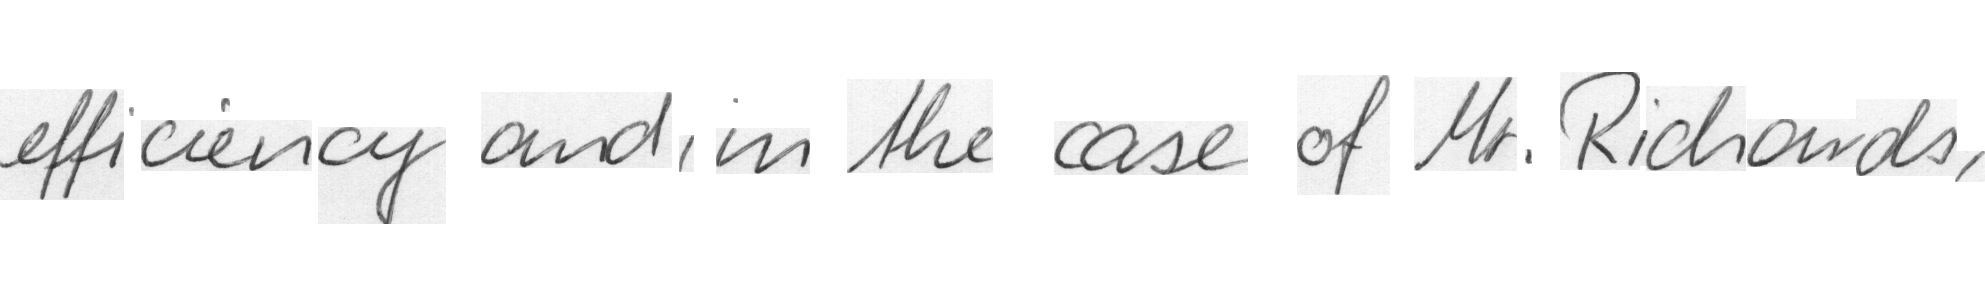 efficiency and, in the case of Mr. Richards,